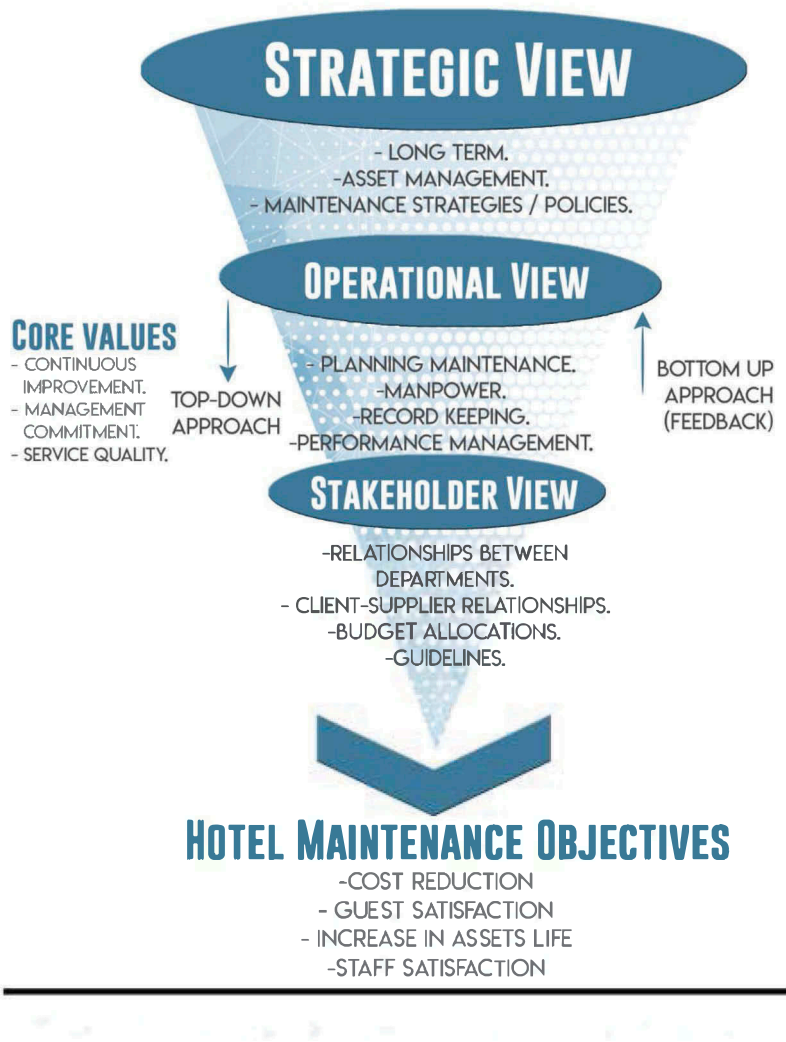 STRATEGIC VIEW
- LONG TERM.
-ASSET MANAGEMENT.
- MAINTENANCE STRATEGIES / POLICIES.
OPERATIONAL VIEW
CORE VALUES
- CONTINUOUS
IMPROVEMENT.
- MANAGEMENT
COMMITMENT.
- SERVICE QUALITY.
TOP-DOWN
APPROACH
- PLANNING MAINTENANCE.
-MANPOWER.
-RECORD KEEPING.
-PERFORMANCE MANAGEMENT.
BOTTOM UP
APPROACH
(FEEDBACK)
STAKEHOLDER VIEW
-RELATIONSHIPS BETWEEN
DEPARTMENTS.
- CLIENT-SUPPLIER RELATIONSHIPS.
-BUDGET ALLOCATIONS.
-GUIDELINES.
HOTEL MAINTENANCE OBJECTIVES
-COST REDUCTION
- GUEST SATISFACTION
- INCREASE IN ASSETS LIFE
-STAFF SATISFACTION